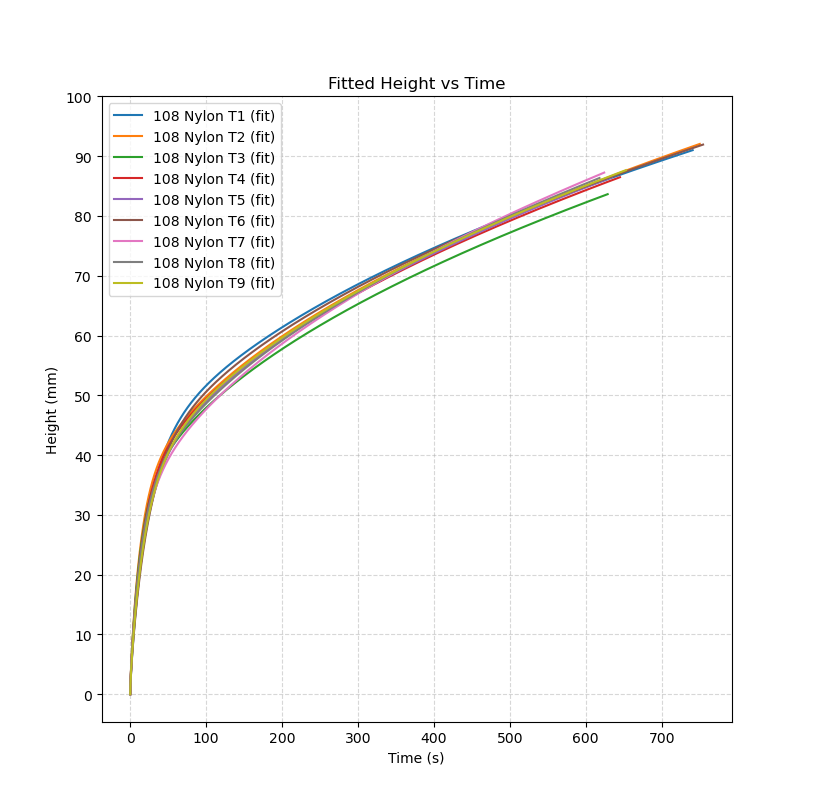 Fitted Height vs Time
100
90
80
70
60
50
40
30
20
10
0
Height (mm)
108 Nylon T1 (fit)
108 Nylon T2 (fit)
108 Nylon T3 (fit)
108 Nylon T4 (fit)
108 Nylon T5 (fit)
108 Nylon T6 (fit)
108 Nylon T7 (fit)
108 Nylon T8 (fit)
108 Nylon T9 (fit)
0 100 200 300 400 500 600 700
Time (s)